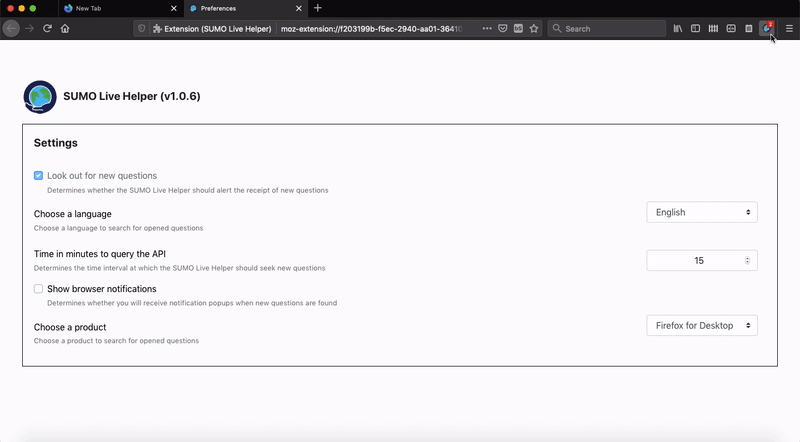 New Tab
Preferences
Extension (SUMO Live Helper)
moz-extension://f203199b-f5ec-2940-aa01-36410
Search
SUMO Live Helper (v1.0.6)
Settings
Look out for new questions
Determines whether the SUMO Live Helper should alert the receipt of new questions
Choose a language
English
Choose a language to search for opened questions
Time in minutes to query the API
15
Determines the time interval at which the SUMO Live Helper should seek new questions
Show browser notifications
Determines whether you will receive notification popups when new questions are found
Choose a product
Firefox for Desktop
Choose a product to search for opened questions